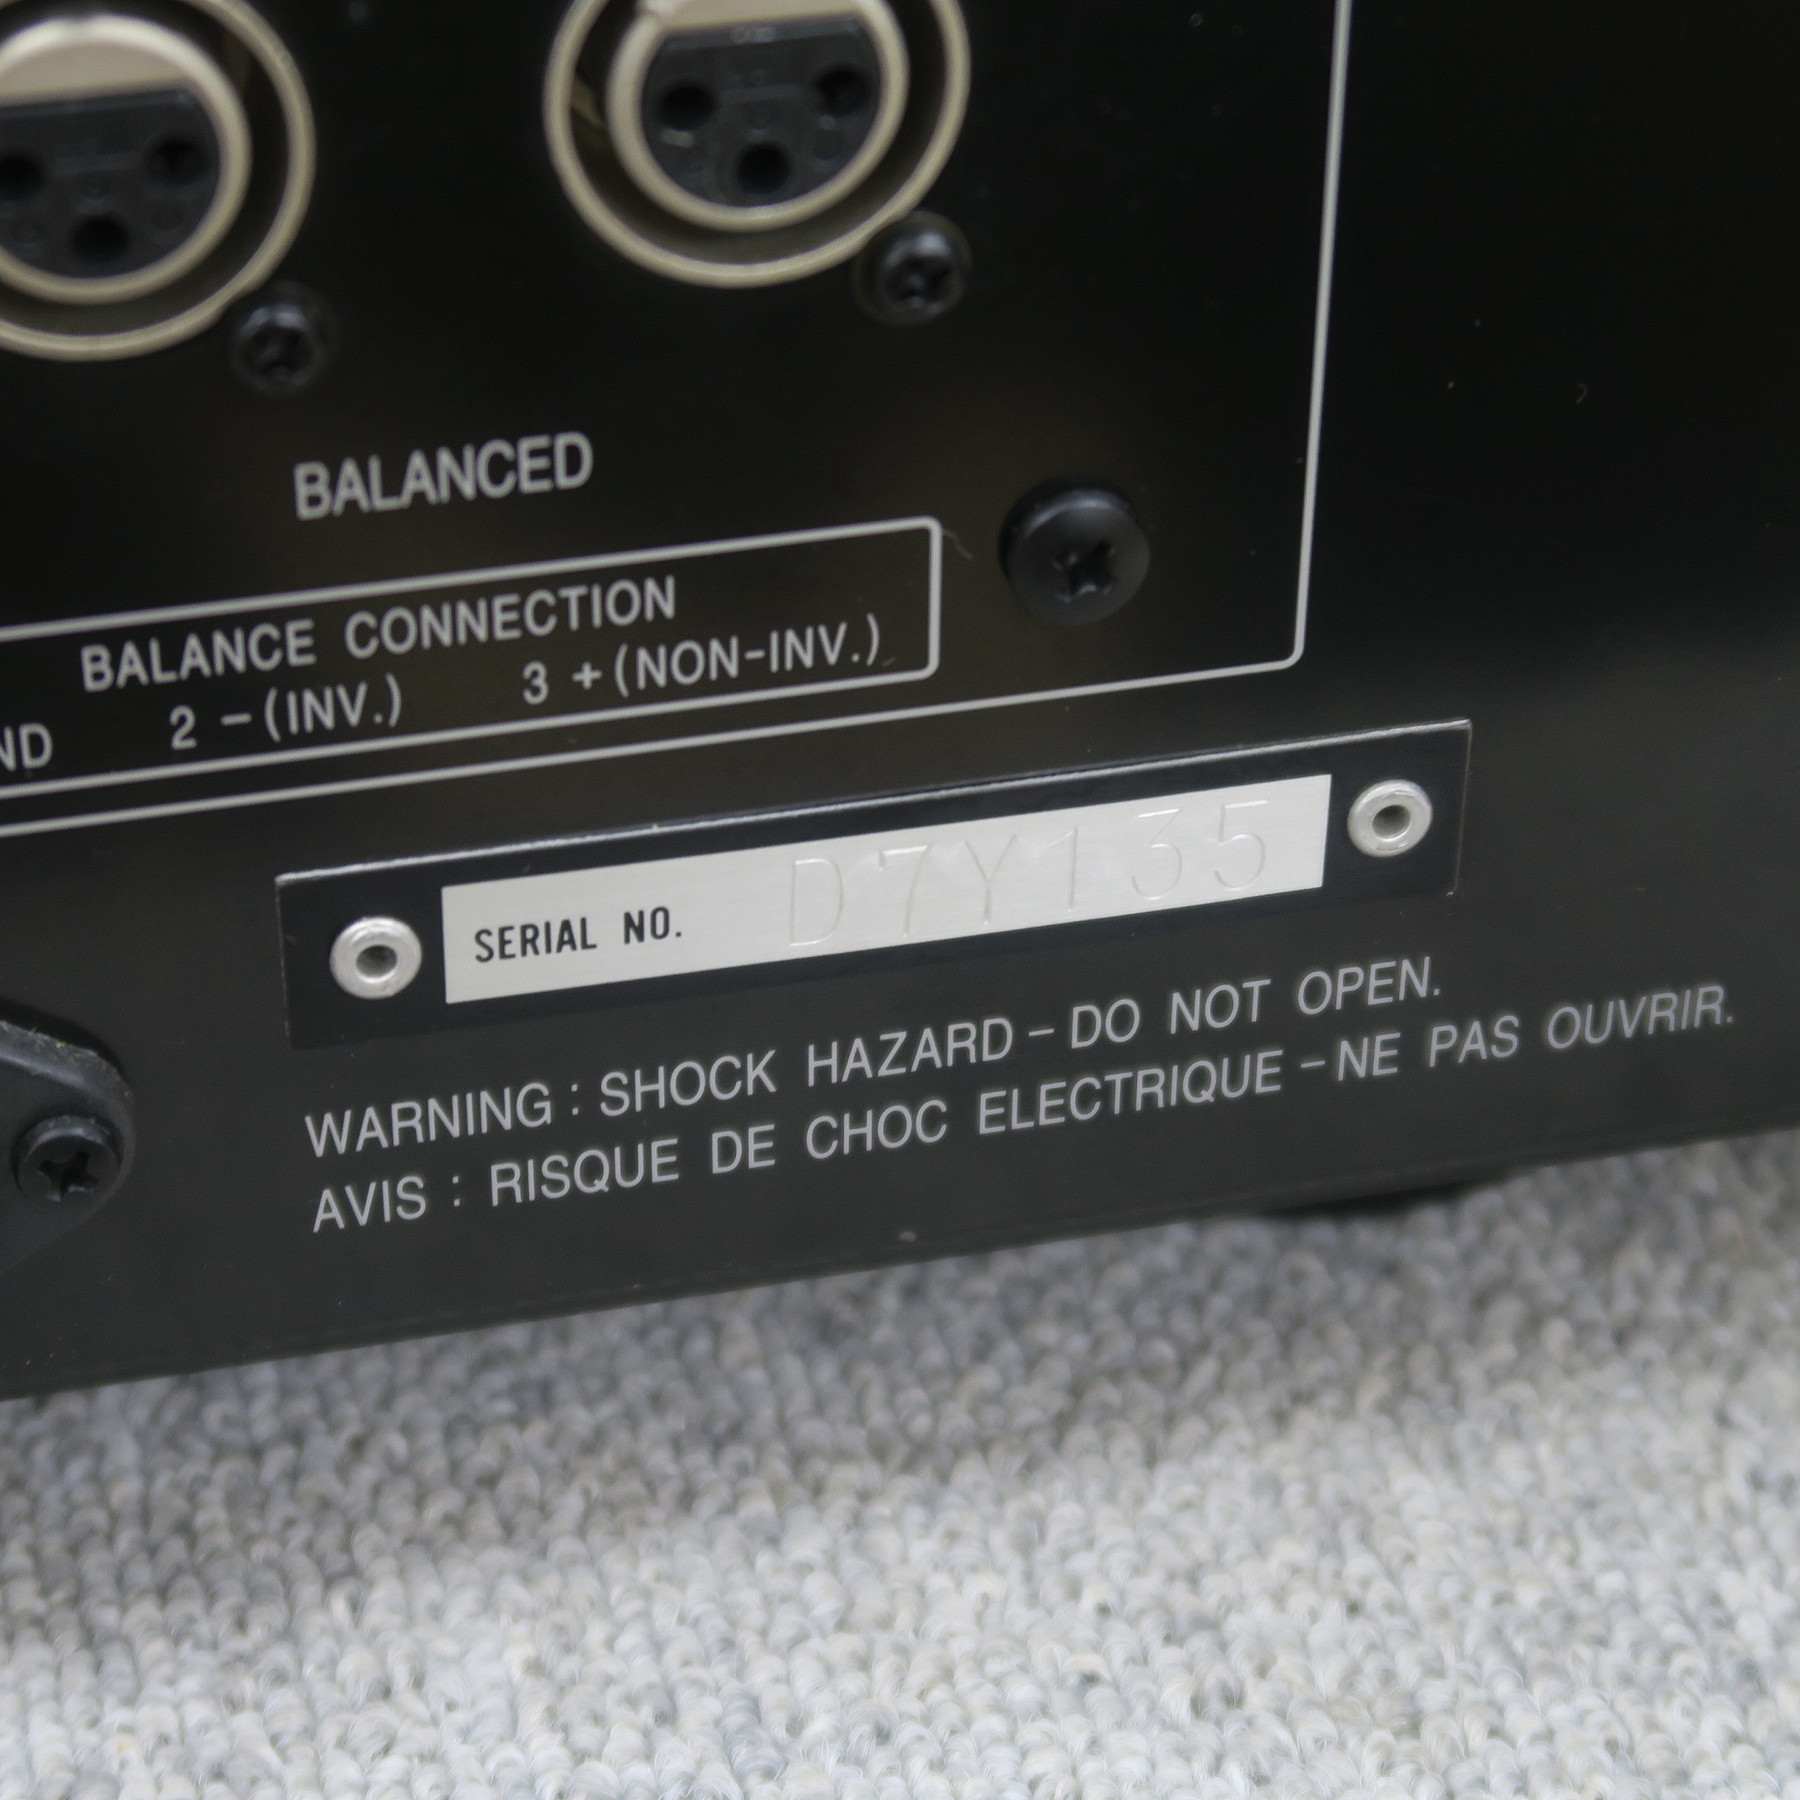 BALANCED
BALANCE CONNECTION
ND 2 -(INV.) 3 +(NON-INV.)
SERIAL NO. D7Y135
WARNING : SHOCK HAZARD – DO NOT OPEN.
AVIS : RISQUE DE CHOC ELECTRIQUE – NE PAS OUVRIR.